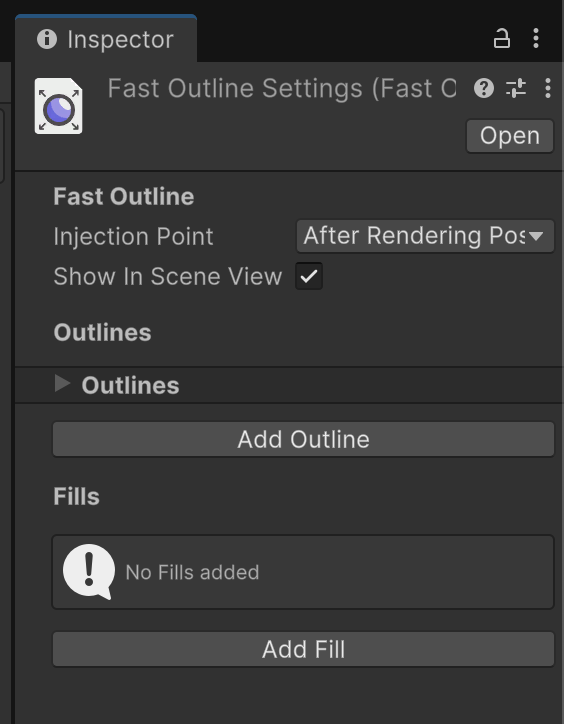 Inspector
Fast Outline Settings (Fast O
Open
Fast Outline
Injection Point After Rendering Pos
Show In Scene View
Outlines
Outlines
Add Outline
Fills
No Fills added
Add Fill